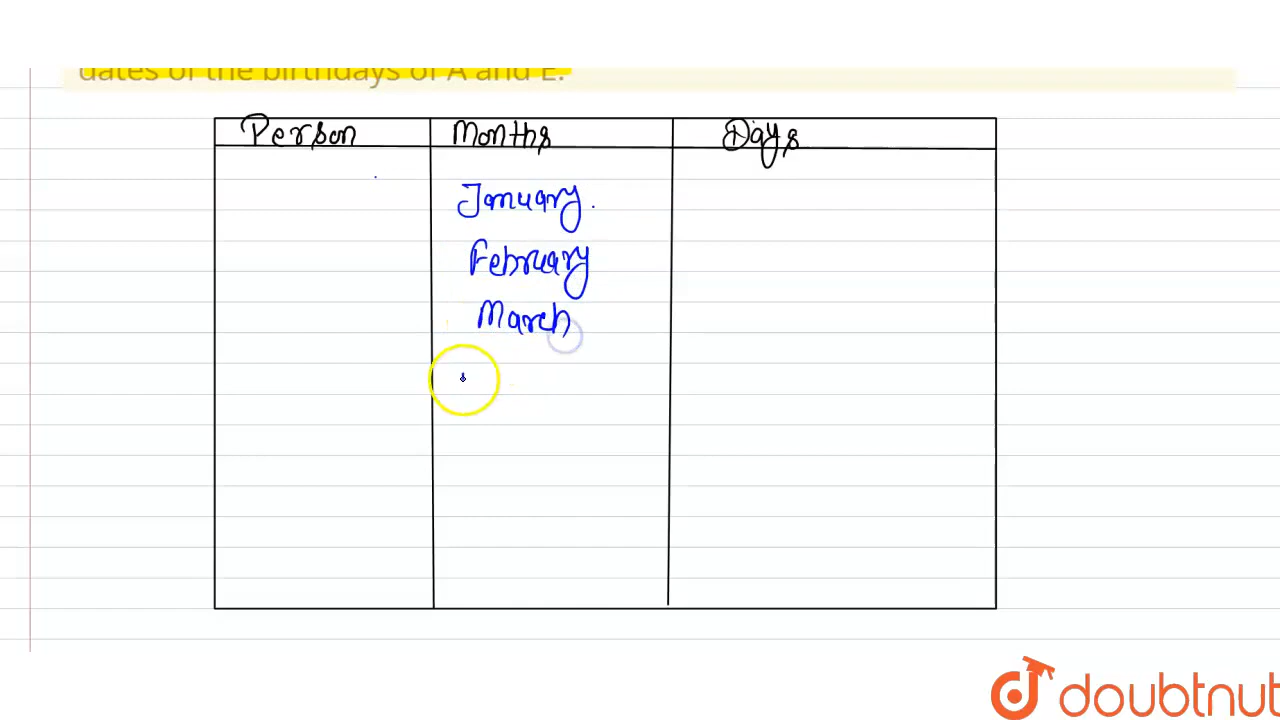 dates of the birthdays of A and E.
Person Months Days
January.
February
March
doubtnut